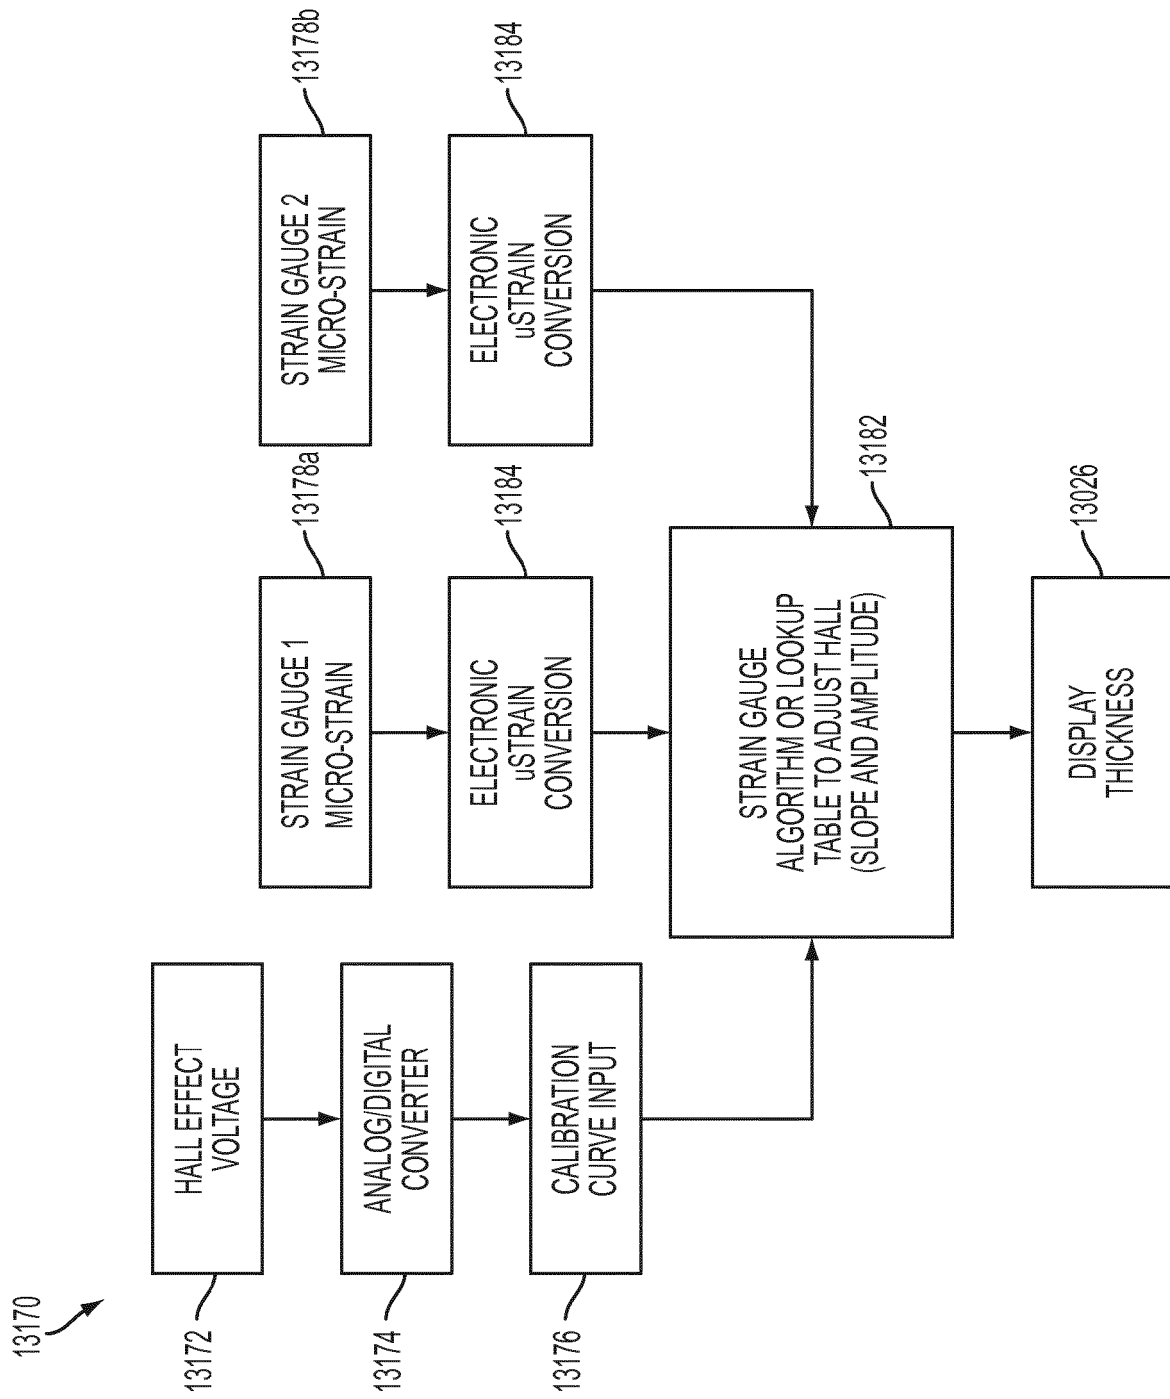 13170
13172
HALL EFFECT
VOLTAGE
13174
ANALOG/DIGITAL
CONVERTER
13176
CALIBRATION
CURVE INPUT
13178a
STRAIN GAUGE 1
MICRO-STRAIN
13184
ELECTRONIC
uSTRAIN
CONVERSION
13178b
STRAIN GAUGE 2
MICRO-STRAIN
13184
ELECTRONIC
uSTRAIN
CONVERSION
13182
STRAIN GAUGE
ALGORITHM OR LOOKUP
TABLE TO ADJUST HALL
(SLOPE AND AMPLITUDE)
13026
DISPLAY
THICKNESS